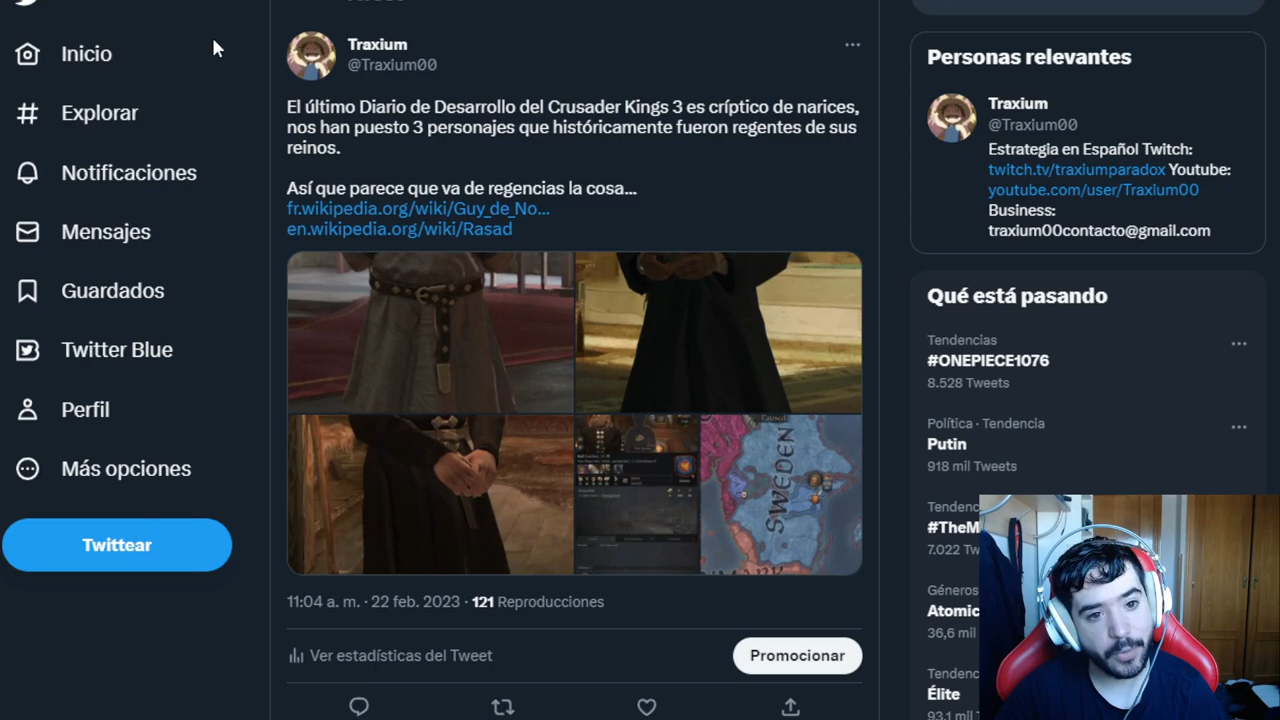 Inicio
Explorar
Notificaciones
Mensajes
Guardados
Twitter Blue
Perfil
Más opciones
Twittear
Traxium
@Traxium00
El último Diario de Desarrollo del Crusader Kings 3 es críptico de narices,
nos han puesto 3 personajes que históricamente fueron regentes de sus
reinos.
Así que parece que va de regencias la cosa...
fr.wikipedia.org/wiki/Guy_de_No...
en.wikipedia.org/wiki/Rasad
SWEDEN
11:04 a. m. · 22 feb. 2023 · 121 Reproducciones
Ver estadísticas del Tweet
Promocionar
Personas relevantes
Traxium
@Traxium00
Estrategia en Español Twitch:
twitch.tv/traxiumparadox Youtube:
youtube.com/user/Traxium00
Business:
traxium00contacto@gmail.com
Qué está pasando
Tendencias
#ONEPIECE1076
8.528 Tweets
Política · Tendencia
Putin
918 mil Tweets
Tendenc
#TheM
7.022 Tw
Géneros
Atomic
36,6 mil
Tendenc
Élite
93,1 mil